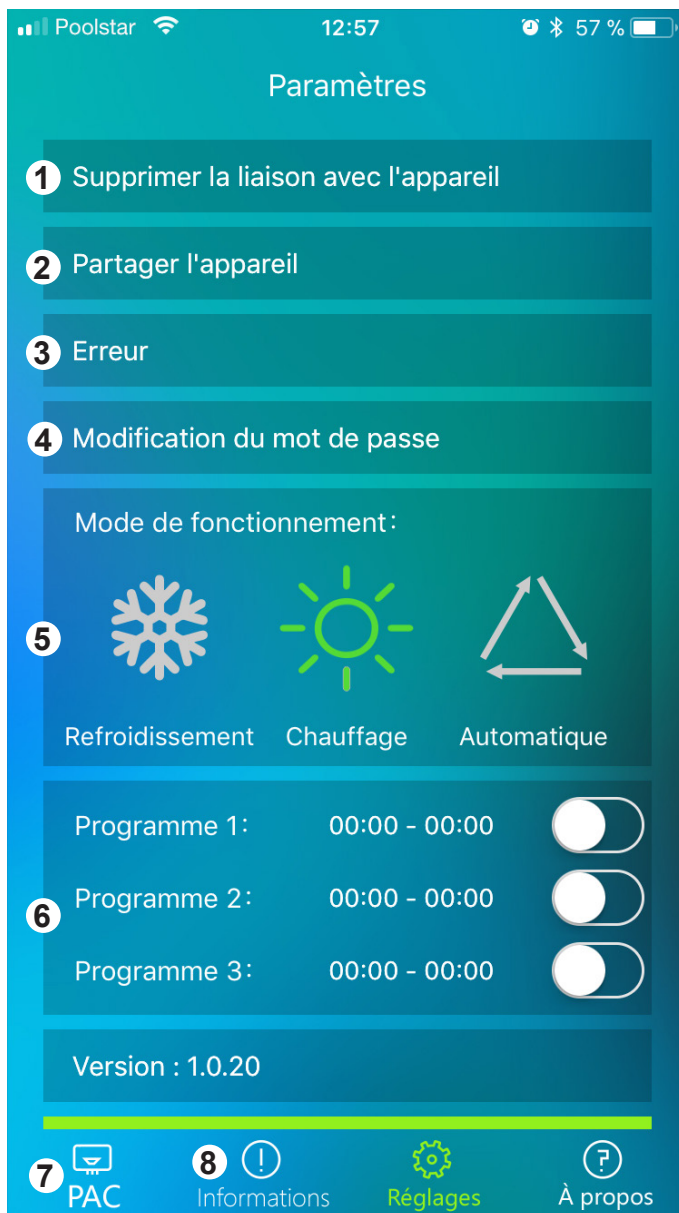 Poolstar 12:57 57 %
Paramètres
1 Supprimer la liaison avec l'appareil
2 Partager l'appareil
3 Erreur
4 Modification du mot de passe
Mode de fonctionnement:
5
Refroidissement Chauffage Automatique
Programme 1: 00:00 - 00:00
Programme 2: 00:00 - 00:00
6
Programme 3: 00:00 - 00:00
Version : 1.0.20
7 PAC 8 Informations Réglages À propos